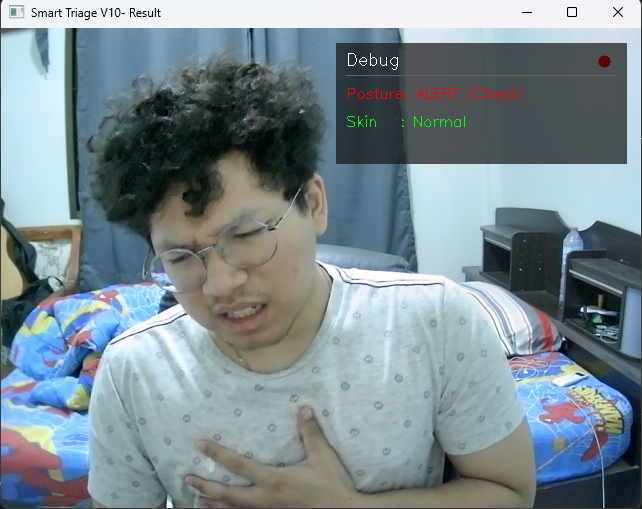 Smart Triage V10- Result
Debug
Posture: ALERT (Chest)
Skin : Normal